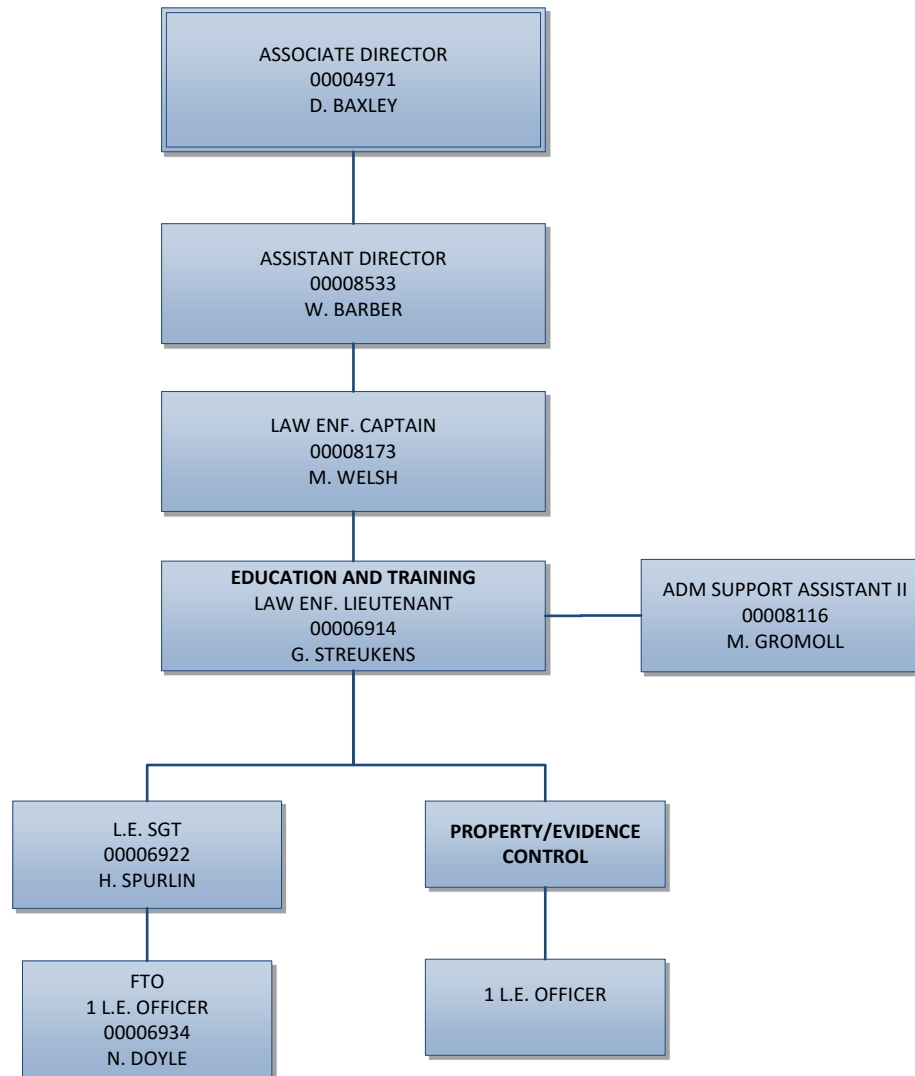 ASSOCIATE DIRECTOR
00004971
D. BAXLEY
ASSISTANT DIRECTOR
00008533
W. BARBER
LAW ENF. CAPTAIN
00008173
M. WELSH
EDUCATION AND TRAINING
LAW ENF. LIEUTENANT
00006914
G. STREUKENS
ADM SUPPORT ASSISTANT II
00008116
M. GROMOLL
L.E. SGT
00006922
H. SPURLIN
PROPERTY/EVIDENCE
CONTROL
FTO
1 L.E. OFFICER
00006934
N. DOYLE
1 L.E. OFFICER